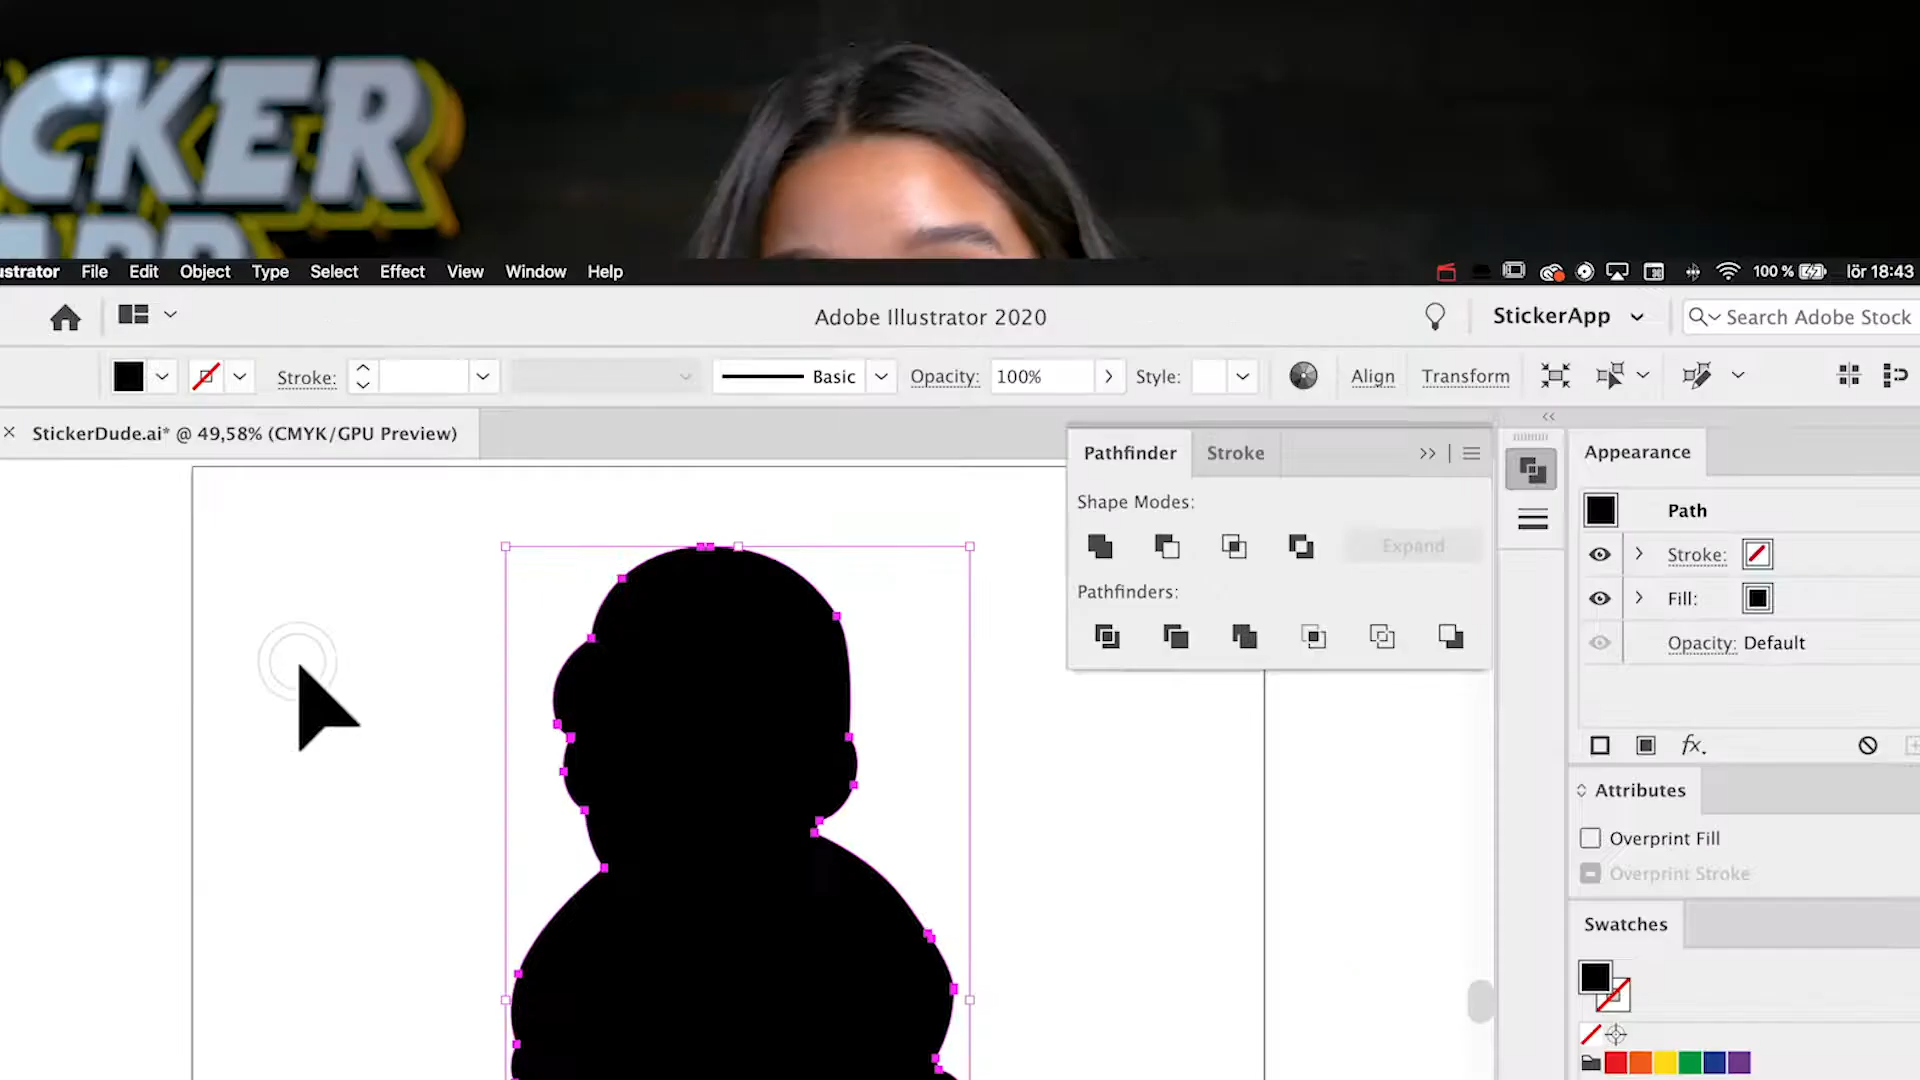 CKER
APP
ustrator File Edit Object Type Select Effect View Window Help 100 % lör 18:43
Adobe Illustrator 2020 StickerApp Search Adobe Stock
Stroke: Basic Opacity: 100% Style: Align Transform
× StickerDude.ai* @ 49,58% (CMYK/GPU Preview)
Pathfinder Stroke
Shape Modes:
Expand
Pathfinders:
Appearance
Path
Stroke:
Fill:
Opacity: Default
fx.
Attributes
Overprint Fill
Overprint Stroke
Swatches